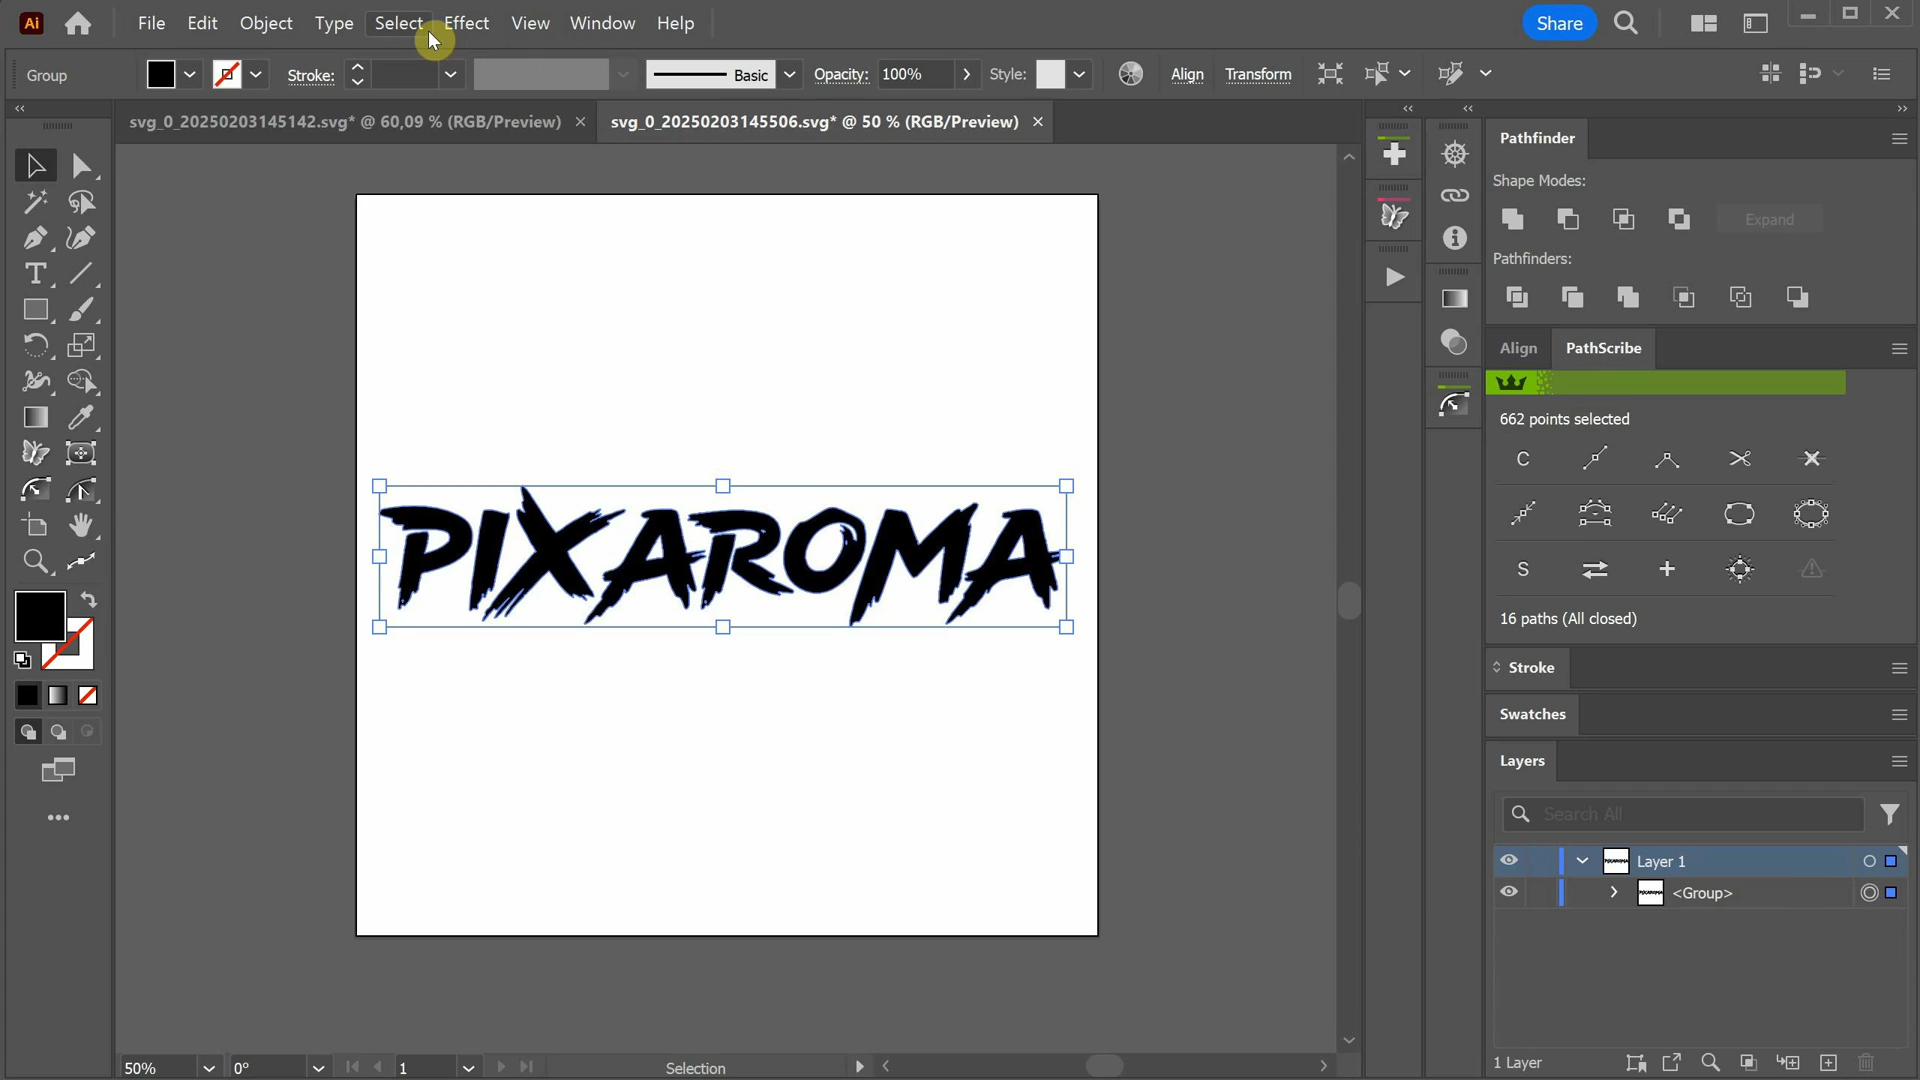 Ai File Edit Object Type Select Effect View Window Help Share
Group Stroke: Basic Opacity: 100% Style: Align Transform
svg_0_20250203145142.svg* @ 60,09 % (RGB/Preview) svg_0_20250203145506.svg* @ 50 % (RGB/Preview)
Pathfinder
Shape Modes:
Expand
Pathfinders:
Align PathScribe
662 points selected
C
S
16 paths (All closed)
PIXAROMA
T
Stroke
Swatches
Layers
Search All
Layer 1
<Group>
1 Layer
50% 0° 1 Selection